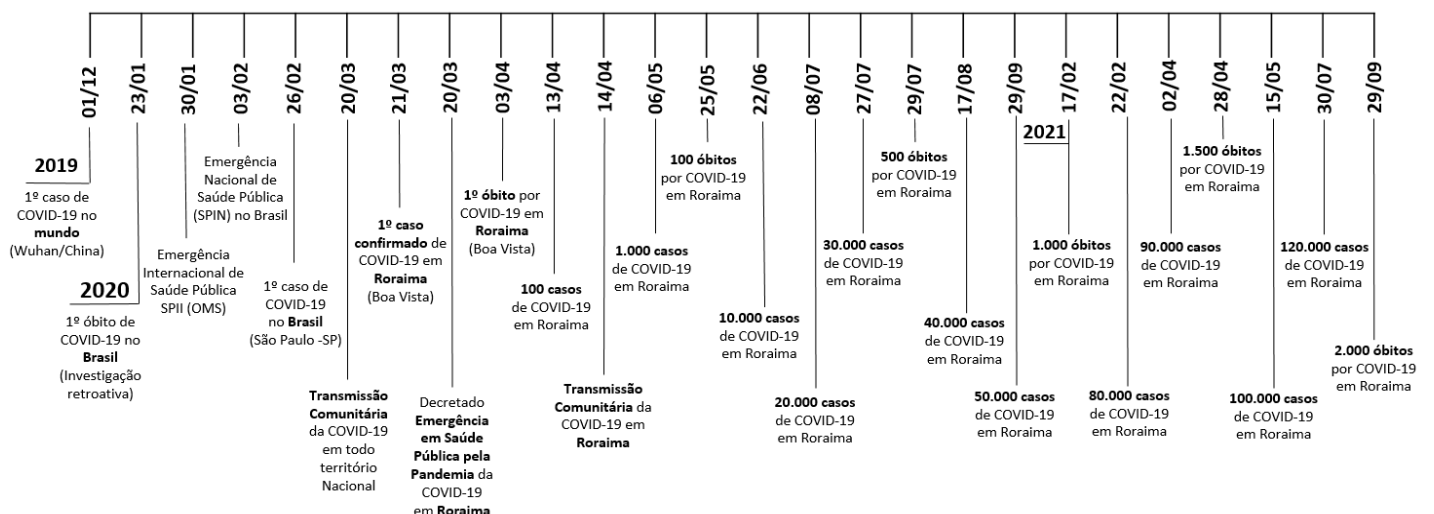 01/12
23/01
30/01
03/02
26/02
20/03
21/03
20/03
03/04
13/04
14/04
06/05
25/05
22/06
08/07
27/07
29/07
17/08
29/09
17/02
22/02
02/04
28/04
15/05
30/07
29/09
2019
1º caso de
COVID-19 no
mundo
(Wuhan/China)
2020
1º óbito de
COVID-19 no
Brasil
(Investigação
retroativa)
Emergência
Internacional de
Saúde Pública
SPII (OMS)
Emergência
Nacional de
Saúde Pública
(SPIN) no Brasil
1º caso de
COVID-19
no Brasil
(São Paulo -SP)
Transmissão
Comunitária
da COVID-19
em todo
território
Nacional
1º caso
confirmado de
COVID-19 em
Roraima
(Boa Vista)
Decretado
Emergência
em Saúde
Pública pela
Pandemia da
COVID-19
em Roraima
1º óbito por
COVID-19 em
Roraima
(Boa Vista)
100 casos
de COVID-19
em Roraima
Transmissão
Comunitária da
COVID-19 em
Roraima
1.000 casos
de COVID-19
em Roraima
100 óbitos
por COVID-19
em Roraima
10.000 casos
de COVID-19
em Roraima
20.000 casos
de COVID-19
em Roraima
30.000 casos
de COVID-19
em Roraima
500 óbitos
por COVID-19
em Roraima
40.000 casos
de COVID-19
em Roraima
50.000 casos
de COVID-19
em Roraima
2021
1.000 óbitos
por COVID-19
em Roraima
80.000 casos
de COVID-19
em Roraima
90.000 casos
de COVID-19
em Roraima
1.500 óbitos
por COVID-19
em Roraima
100.000 casos
de COVID-19
em Roraima
120.000 casos
de COVID-19
em Roraima
2.000 óbitos
por COVID-19
em Roraima